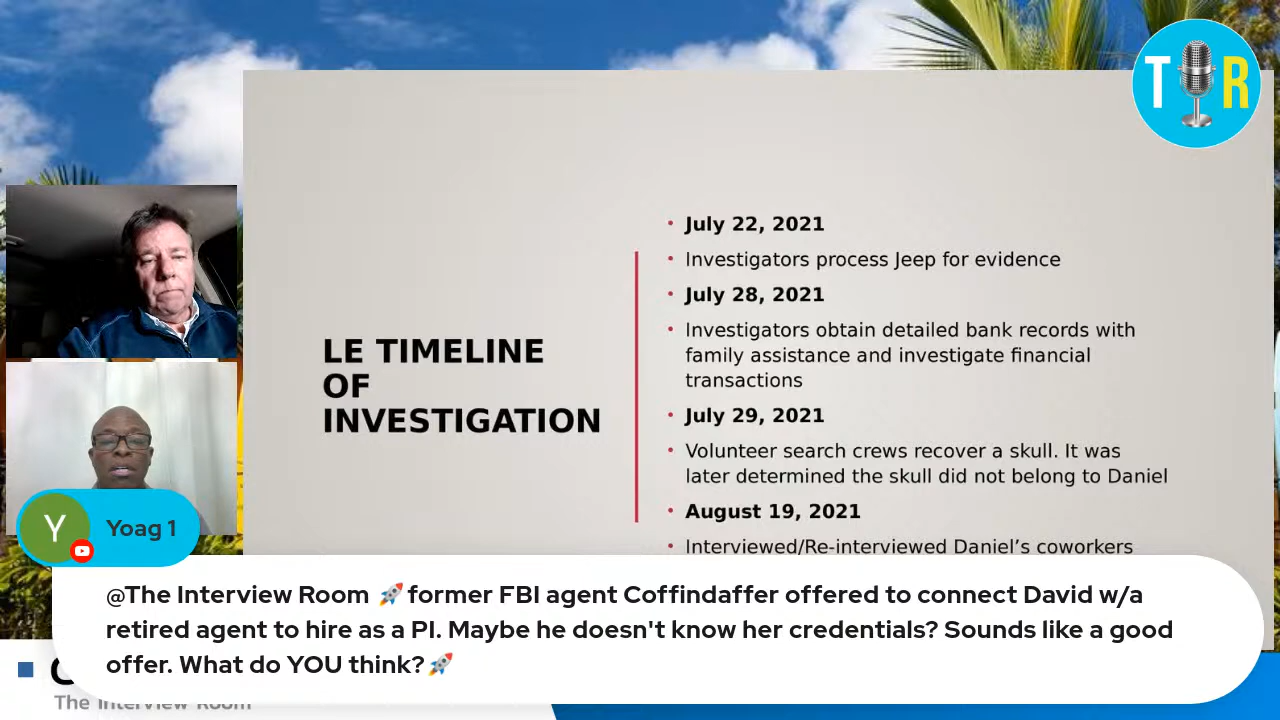 T R
LE TIMELINE
OF
INVESTIGATION
• July 22, 2021
• Investigators process Jeep for evidence
• July 28, 2021
• Investigators obtain detailed bank records with
family assistance and investigate financial
transactions
• July 29, 2021
• Volunteer search crews recover a skull. It was
later determined the skull did not belong to Daniel
• August 19, 2021
• Interviewed/Re-interviewed Daniel’s coworkers
Y Yoag 1
@The Interview Room 🚀former FBI agent Coffindaffer offered to connect David w/a
retired agent to hire as a PI. Maybe he doesn't know her credentials? Sounds like a good
offer. What do YOU think?🚀
The Interview Room